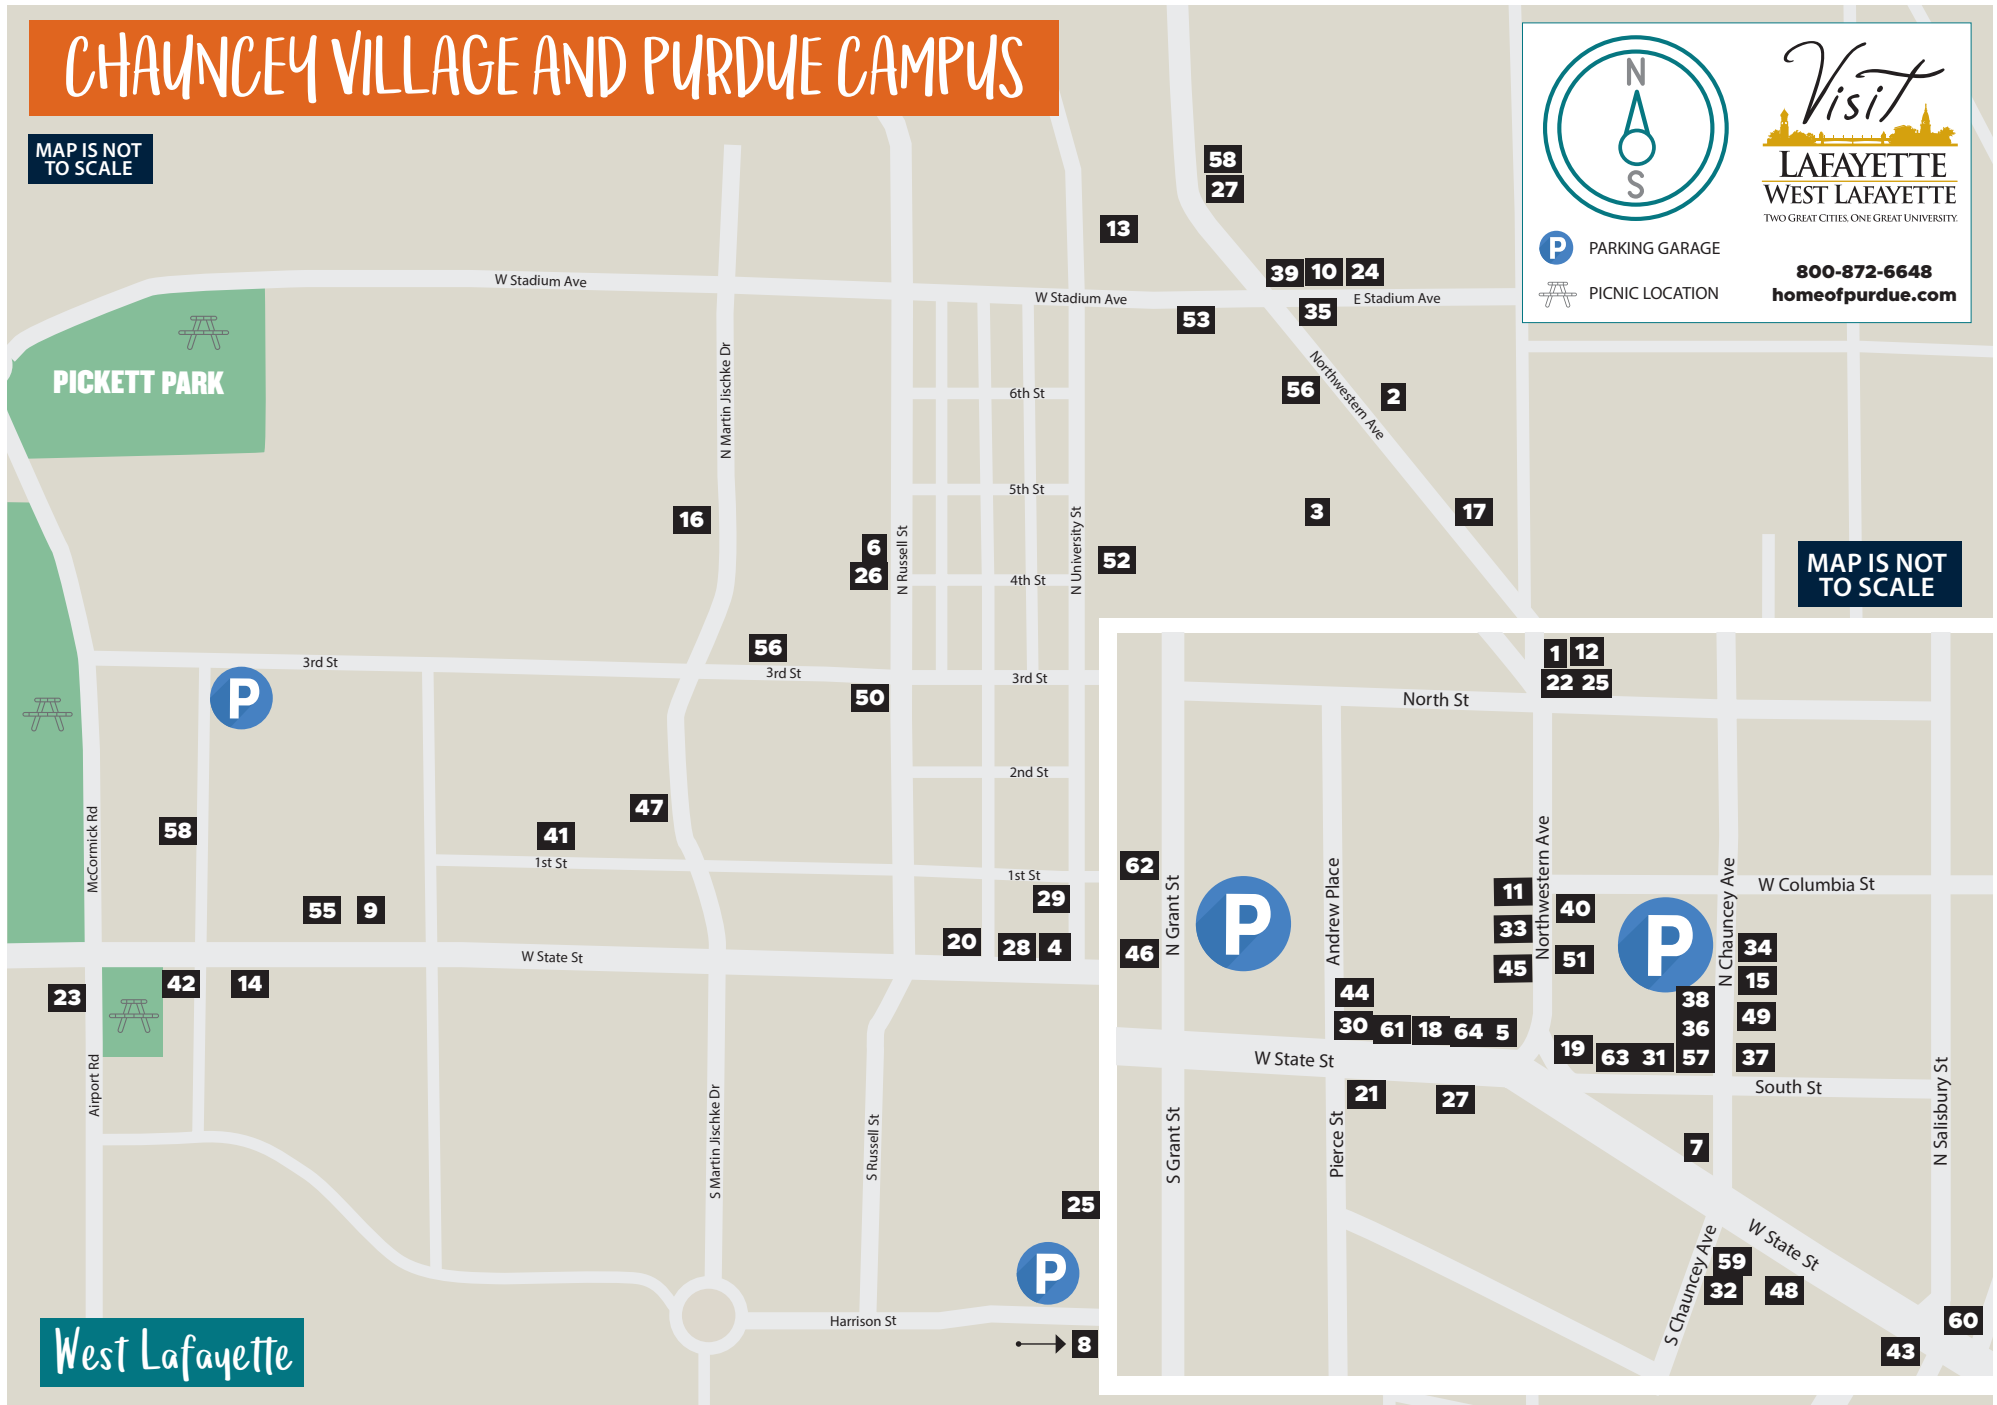 CHAUNCEY VILLAGE AND PURDUE CAMPUS
MAP IS NOT
TO SCALE
N
S
Visit
LAFAYETTE
WEST LAFAYETTE
TWO GREAT CITIES, ONE GREAT UNIVERSITY.
P PARKING GARAGE
PICNIC LOCATION
800-872-6648
homeofpurdue.com
58
27
13
39 10 24
W Stadium Ave
W Stadium Ave
E Stadium Ave
53
35
PICKETT PARK
N Martin Jischke Dr
Northwestern Ave
56
2
6th St
5th St
16
3
17
6
26
N Russell St
N University St
52
4th St
MAP IS NOT
TO SCALE
56
3rd St
3rd St
3rd St
P
50
2nd St
47
41
58
McCormick Rd
1st St
1st St
29
55
9
20
28
4
W State St
42
14
23
Airport Rd
S Martin Jischke Dr
S Russell St
25
P
Harrison St
8
West Lafayette
1
12
22
25
North St
62
N Grant St
P
Andrew Place
Northwestern Ave
N Chauncey Ave
W Columbia St
11
40
33
P
46
45
51
34
15
44
38
49
30
61
18
64
5
36
19
63
31
57
37
W State St
South St
21
27
S Grant St
Pierce St
N Salisbury St
7
S Chauncey Ave
W State St
59
32
48
60
43